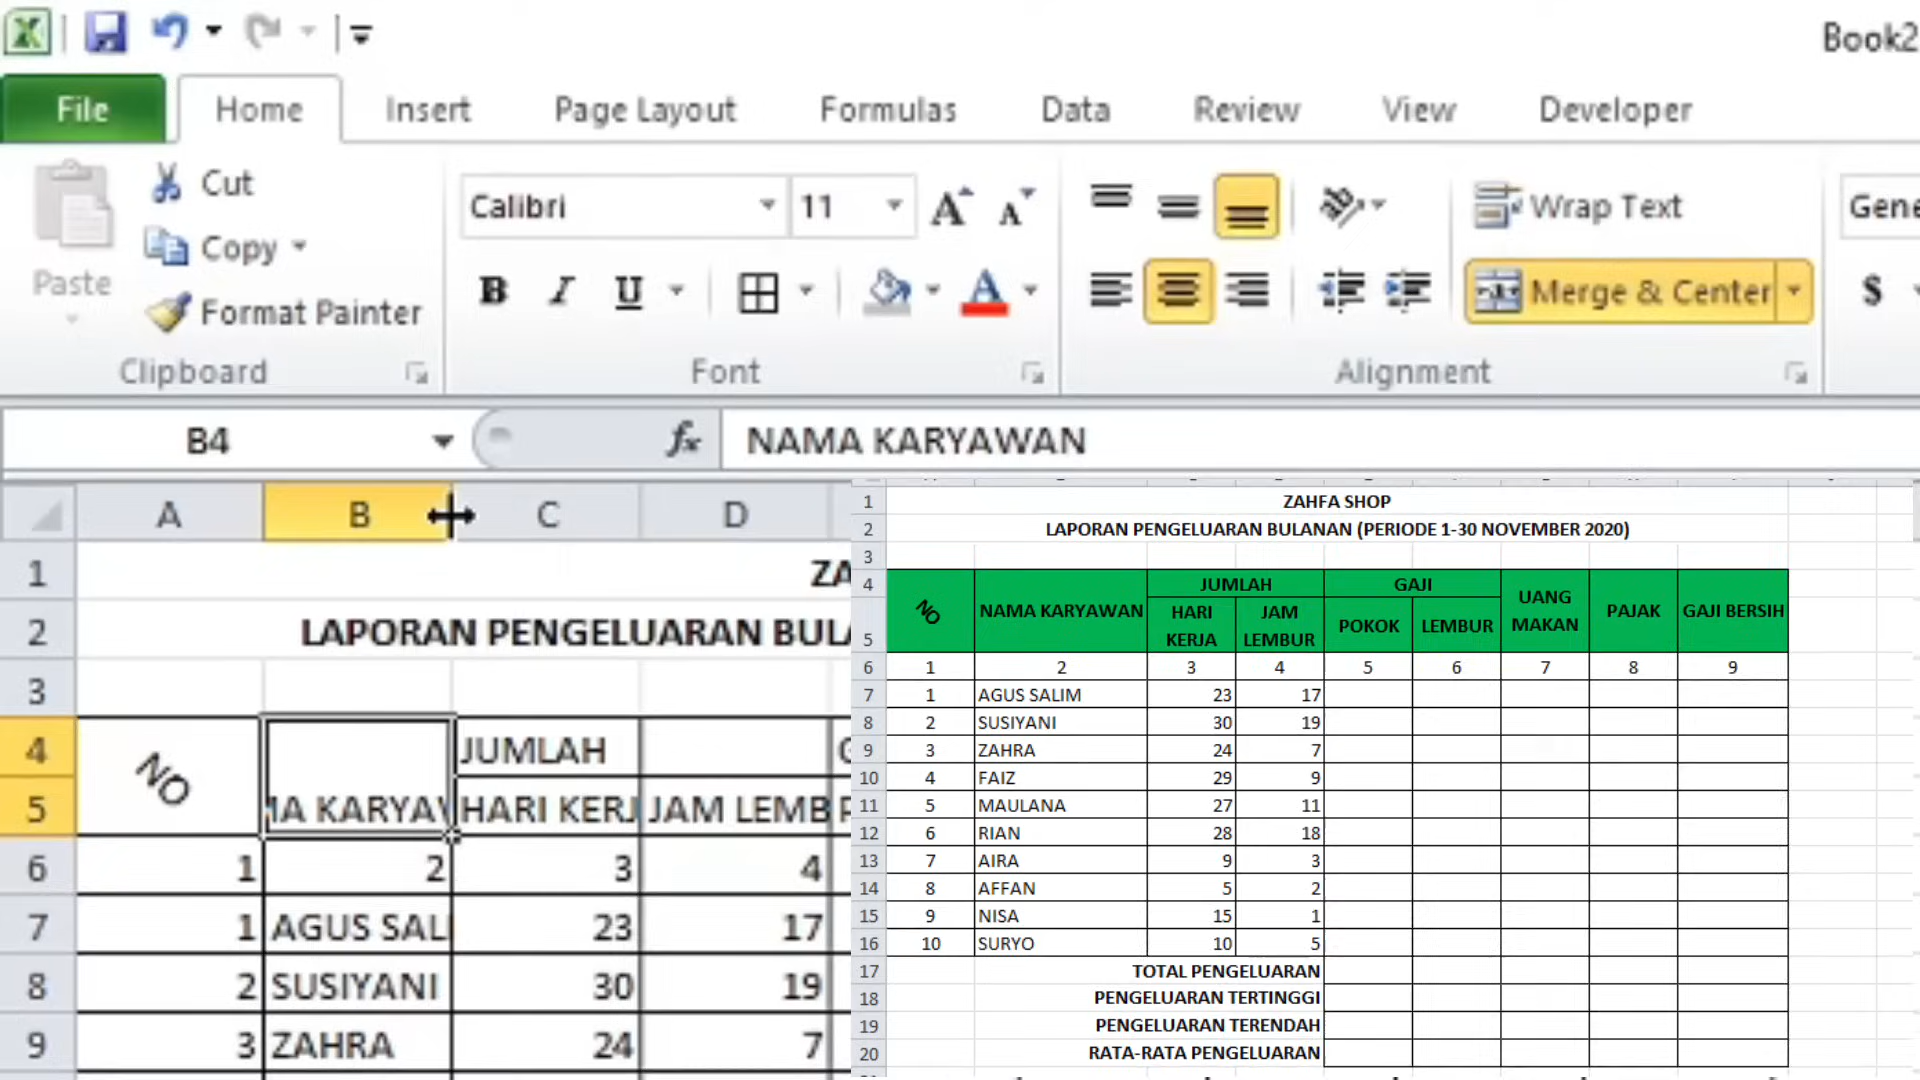 Book2
File Home Insert Page Layout Formulas Data Review View Developer
Paste
Cut
Copy
Format Painter
Clipboard
Calibri 11
B I U
Font
Wrap Text
Merge & Center
Alignment
Gene
$
B4 fx NAMA KARYAWAN
A B C D
1 ZA
2 LAPORAN PENGELUARAN BULA
3
4 NO JUMLAH G
5 MA KARYAW HARI KERJ JAM LEMB P
6 1 2 3 4
7 1 AGUS SALI 23 17
8 2 SUSIYANI 30 19
9 3 ZAHRA 24 7
1 ZAHFA SHOP
2 LAPORAN PENGELUARAN BULANAN (PERIODE 1-30 NOVEMBER 2020)
3
4 NO NAMA KARYAWAN JUMLAH GAJI UANG MAKAN PAJAK GAJI BERSIH
5 HARI KERJA JAM LEMBUR POKOK LEMBUR
6 1 2 3 4 5 6 7 8 9
7 1 AGUS SALIM 23 17
8 2 SUSIYANI 30 19
9 3 ZAHRA 24 7
10 4 FAIZ 29 9
11 5 MAULANA 27 11
12 6 RIAN 28 18
13 7 AIRA 9 3
14 8 AFFAN 5 2
15 9 NISA 15 1
16 10 SURYO 10 5
17 TOTAL PENGELUARAN
18 PENGELUARAN TERTINGGI
19 PENGELUARAN TERENDAH
20 RATA-RATA PENGELUARAN